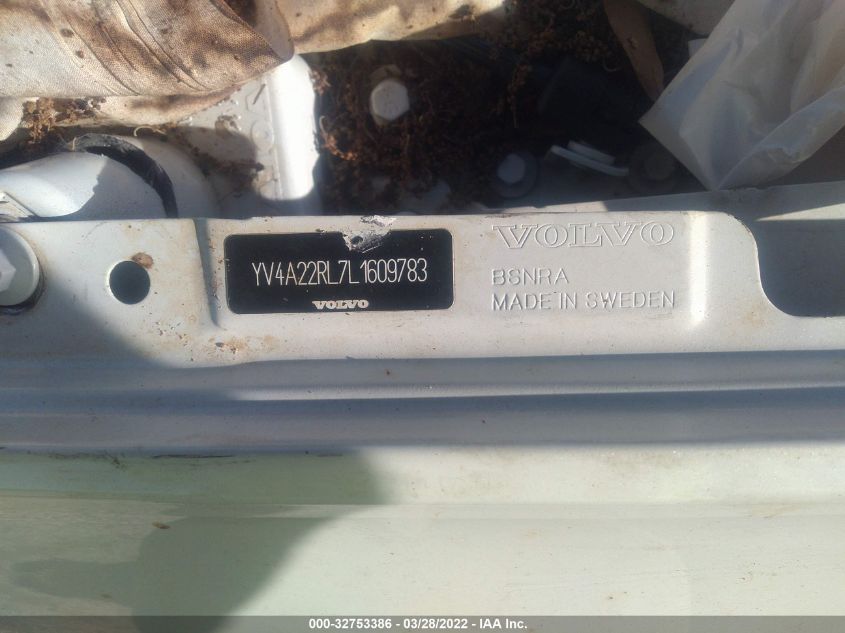 YV4A22RL7L1609783
VOLVO
VOLVO
BSNRA
MADE IN SWEDEN
000-32753386 - 03/28/2022 - IAA Inc.